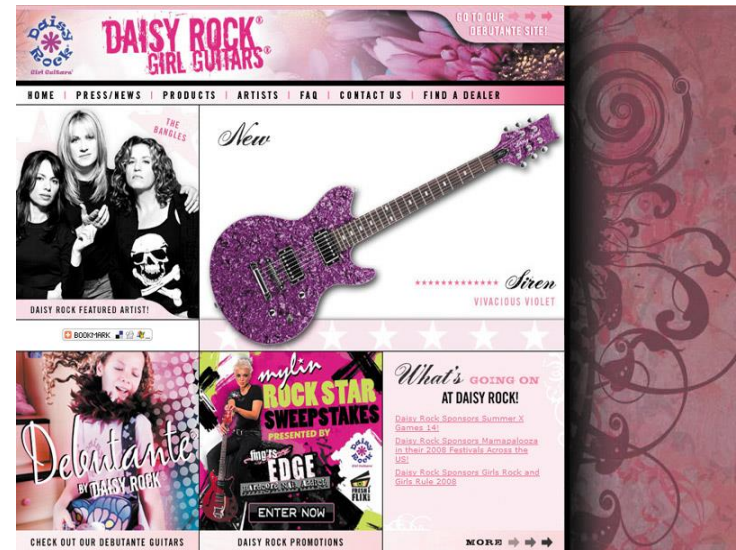 Daisy
Rock
Girl Guitars®
DAISY ROCK®
GIRL GUITARS®
GO TO OUR
DEBUTANTE SITE!
HOME | PRESS/NEWS | PRODUCTS | ARTISTS | FAQ | CONTACT US | FIND A DEALER
THE
BANGLES
DAISY ROCK FEATURED ARTIST!
New
Siren
VIVACIOUS VIOLET
BOOKMARK
Debutante
BY DAISY ROCK
CHECK OUT OUR DEBUTANTE GUITARS
mylin
ROCK STAR
SWEEPSTAKES
PRESENTED BY
Daisy
Rock
EDGE
FRESH
FLIX!
ENTER NOW
DAISY ROCK PROMOTIONS
What's GOING ON
AT DAISY ROCK!
Daisy Rock Sponsors Summer X
Games 14!
Daisy Rock Sponsors Mamapalooza
in their 2008 Festivals Across the
US!
Daisy Rock Sponsors Girls Rock and
Girls Rule 2008
MORE